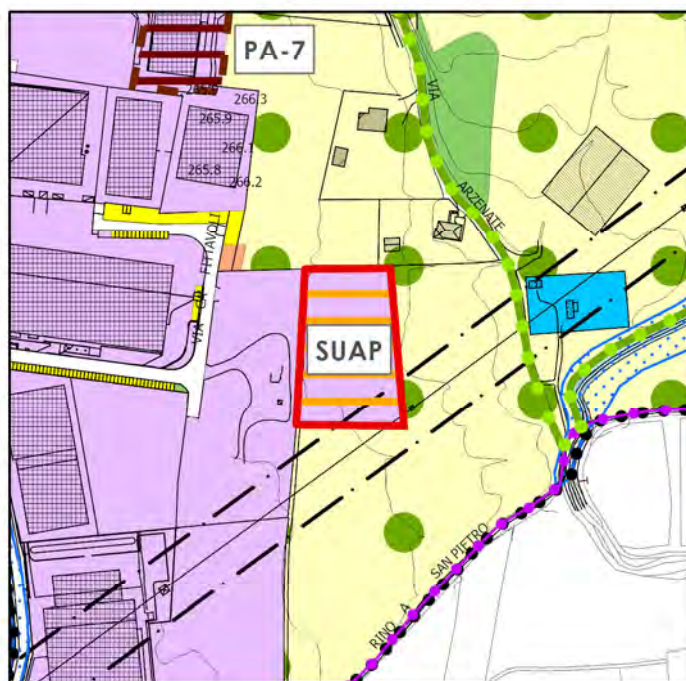 PA-7
266.3
265.9
266.1
265.8
266.2
VIA
ARZENATE
VIA CA' FITTAVOLI
SUAP
RINO A SAN PIETRO